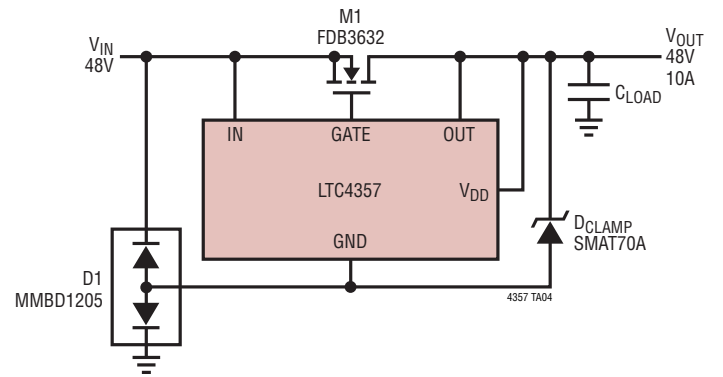 M1
FDB3632
VIN
48V
VOUT
48V
10A
CLOAD
IN
GATE
OUT
LTC4357
VDD
GND
DCLAMP
SMAT70A
D1
MMBD1205
4357 TA04